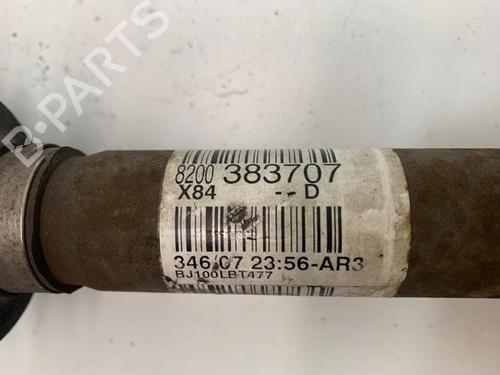 8200 383707
X84 -- D
346/07 23:56-AR3
BJ100LBT477
B-PARTS